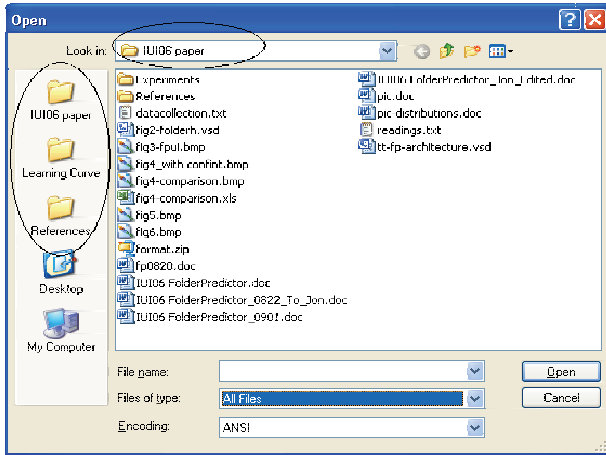 Open
Look in: IUI06 paper
IUI06 paper
Learning Curve
References
Desktop
My Computer
Experiments
References
datacollection.txt
fig2-folderh.vsd
fig3-fpui.bmp
fig4_with confint.bmp
fig4-comparison.bmp
fig4-comparison.xls
fig5.bmp
fig6.bmp
format.zip
fp0820.doc
IUI06 FolderPredictor.doc
IUI06 FolderPredictor_0822_To_Jon.doc
IUI06 FolderPredictor_0901.doc
IUI06 FolderPredictor_Jon_Edited.doc
pic.doc
pic distributions.doc
readings.txt
tt-fp-architecture.vsd
File name:
Open
Files of type: All Files
Cancel
Encoding: ANSI